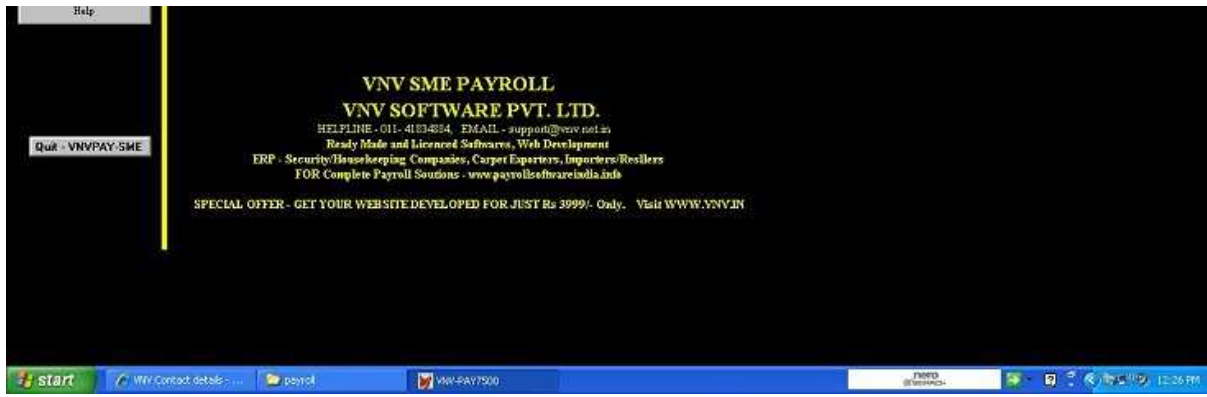 Help
VNV SME PAYROLL
VNV SOFTWARE PVT. LTD.
HELPLINE - 011- 41834884, EMAIL - support@vnv.net.in
Ready Made and Licenced Softwares, Web Development
Quit - VNVPAY-SME
ERP - Security/Housekeeping Companies, Carpet Exporters, Importers/Resllers
FOR Complete Payroll Soutions - www.payrollsoftwareindia.info
SPECIAL OFFER - GET YOUR WEBSITE DEVELOPED FOR JUST Rs 3999/- Only. Visit WWW.VNV.IN
start VNV Contact details - ... payroll VNV-PAY7500 nero 12:26 PM